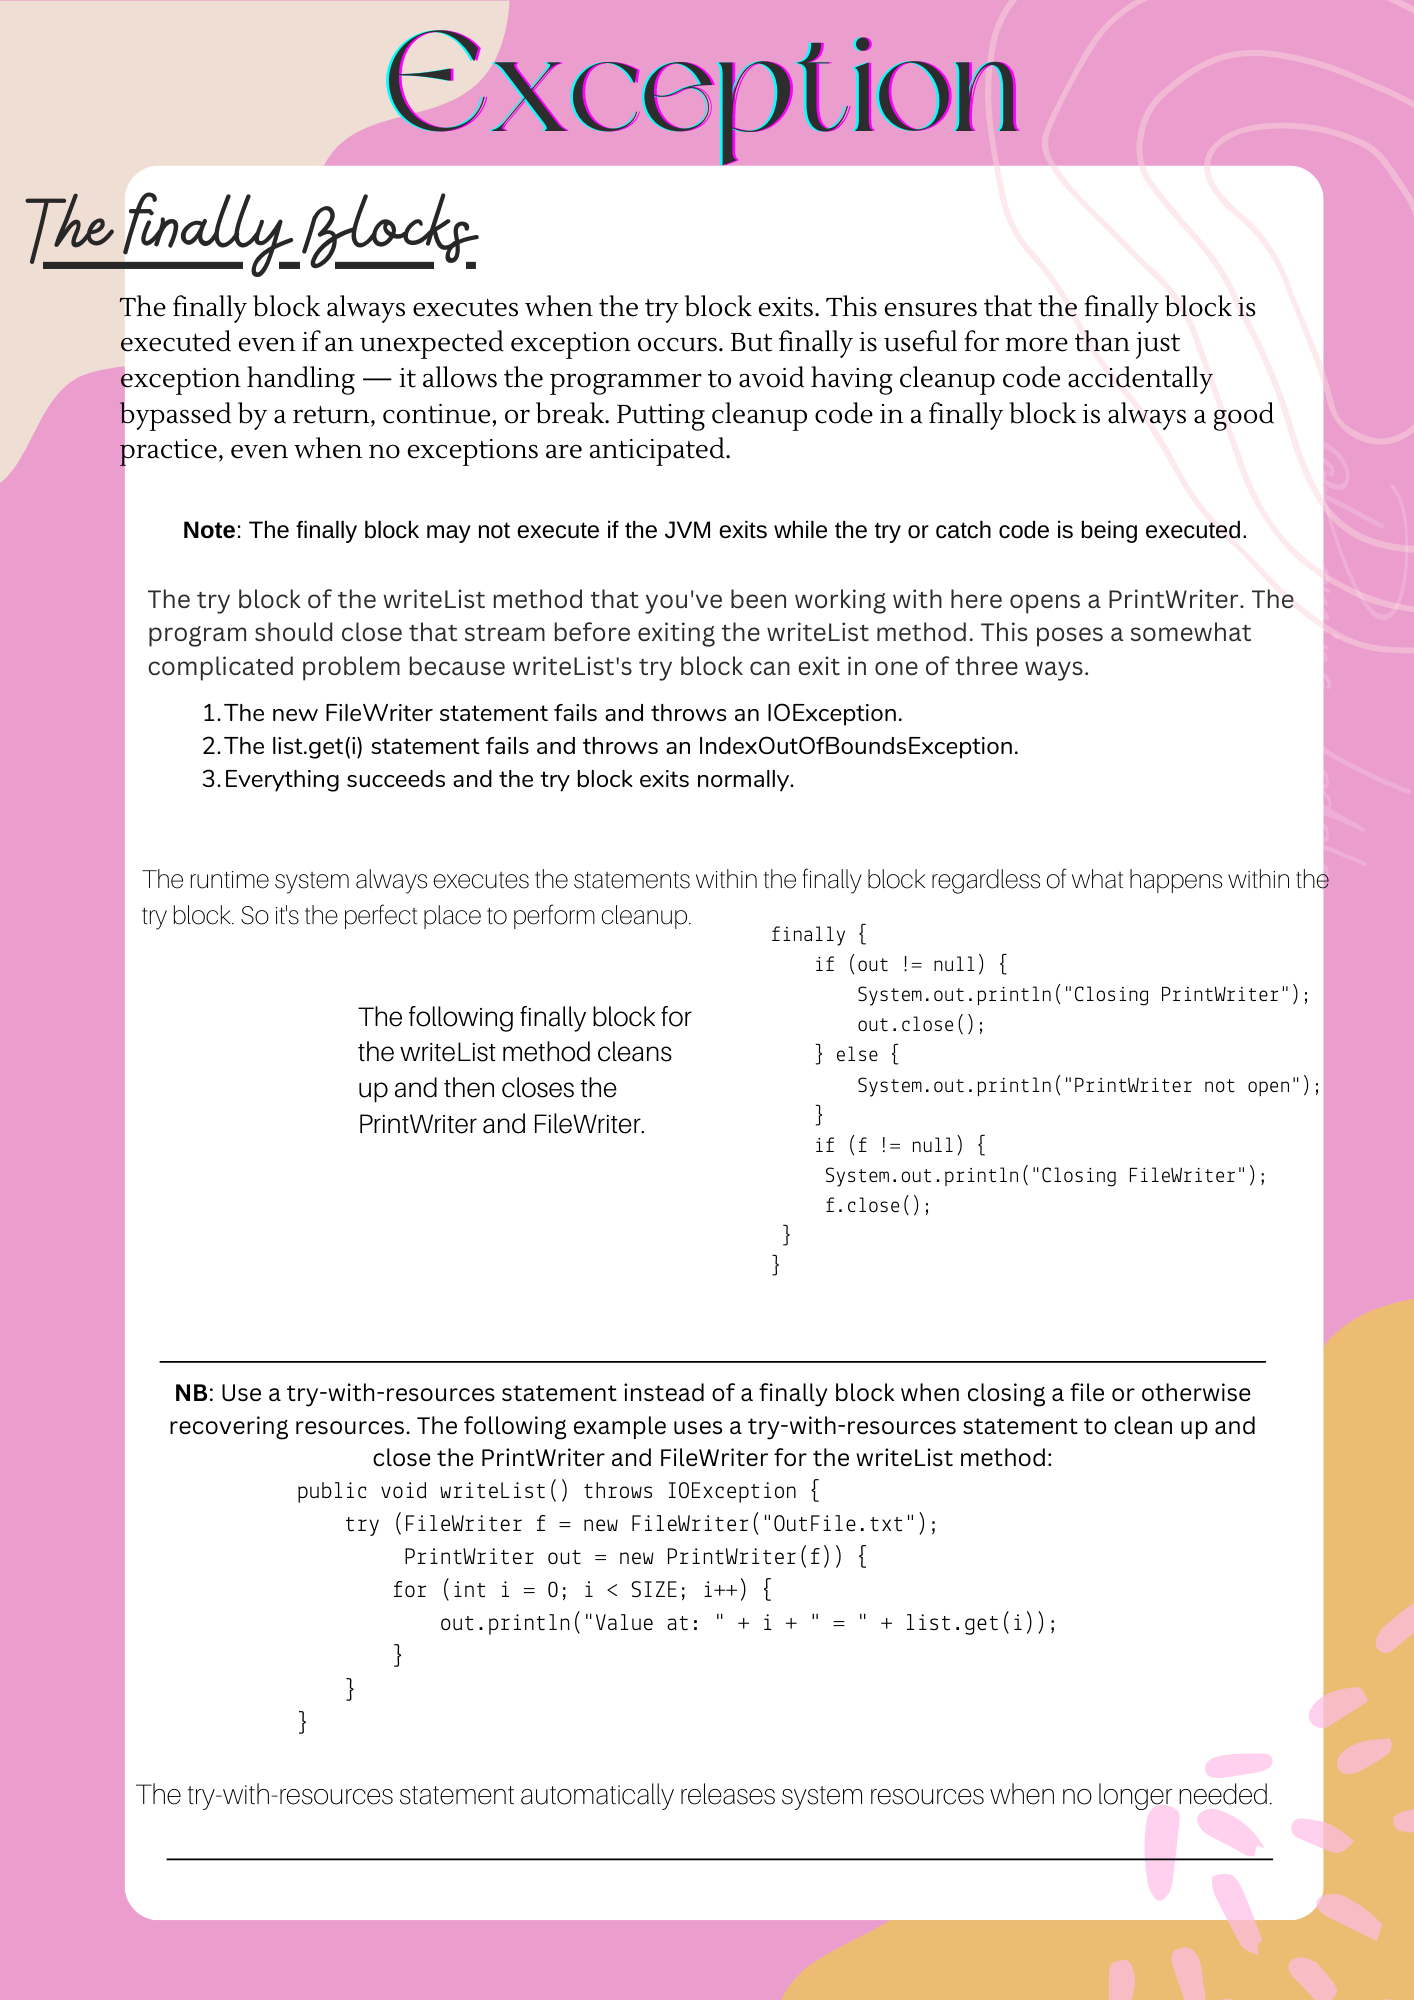 Exception
The finally Blocks
The finally block always executes when the try block exits. This ensures that the finally block is
executed even if an unexpected exception occurs. But finally is useful for more than just
exception handling — it allows the programmer to avoid having cleanup code accidentally
bypassed by a return, continue, or break. Putting cleanup code in a finally block is always a good
practice, even when no exceptions are anticipated.
Note: The finally block may not execute if the JVM exits while the try or catch code is being executed.
The try block of the writeList method that you've been working with here opens a PrintWriter. The
program should close that stream before exiting the writeList method. This poses a somewhat
complicated problem because writeList's try block can exit in one of three ways.
1. The new FileWriter statement fails and throws an IOException.
2. The list.get(i) statement fails and throws an IndexOutOfBoundsException.
3. Everything succeeds and the try block exits normally.
The runtime system always executes the statements within the finally block regardless of what happens within the
try block. So it's the perfect place to perform cleanup.
The following finally block for
the writeList method cleans
up and then closes the
PrintWriter and FileWriter.
finally {
    if (out != null) {
        System.out.println("Closing PrintWriter");
        out.close();
    } else {
        System.out.println("PrintWriter not open");
    }
    if (f != null) {
     System.out.println("Closing FileWriter");
     f.close();
 }
}
NB: Use a try-with-resources statement instead of a finally block when closing a file or otherwise
recovering resources. The following example uses a try-with-resources statement to clean up and
close the PrintWriter and FileWriter for the writeList method:
public void writeList() throws IOException {
    try (FileWriter f = new FileWriter("OutFile.txt");
         PrintWriter out = new PrintWriter(f)) {
        for (int i = 0; i < SIZE; i++) {
            out.println("Value at: " + i + " = " + list.get(i));
        }
    }
}
The try-with-resources statement automatically releases system resources when no longer needed.